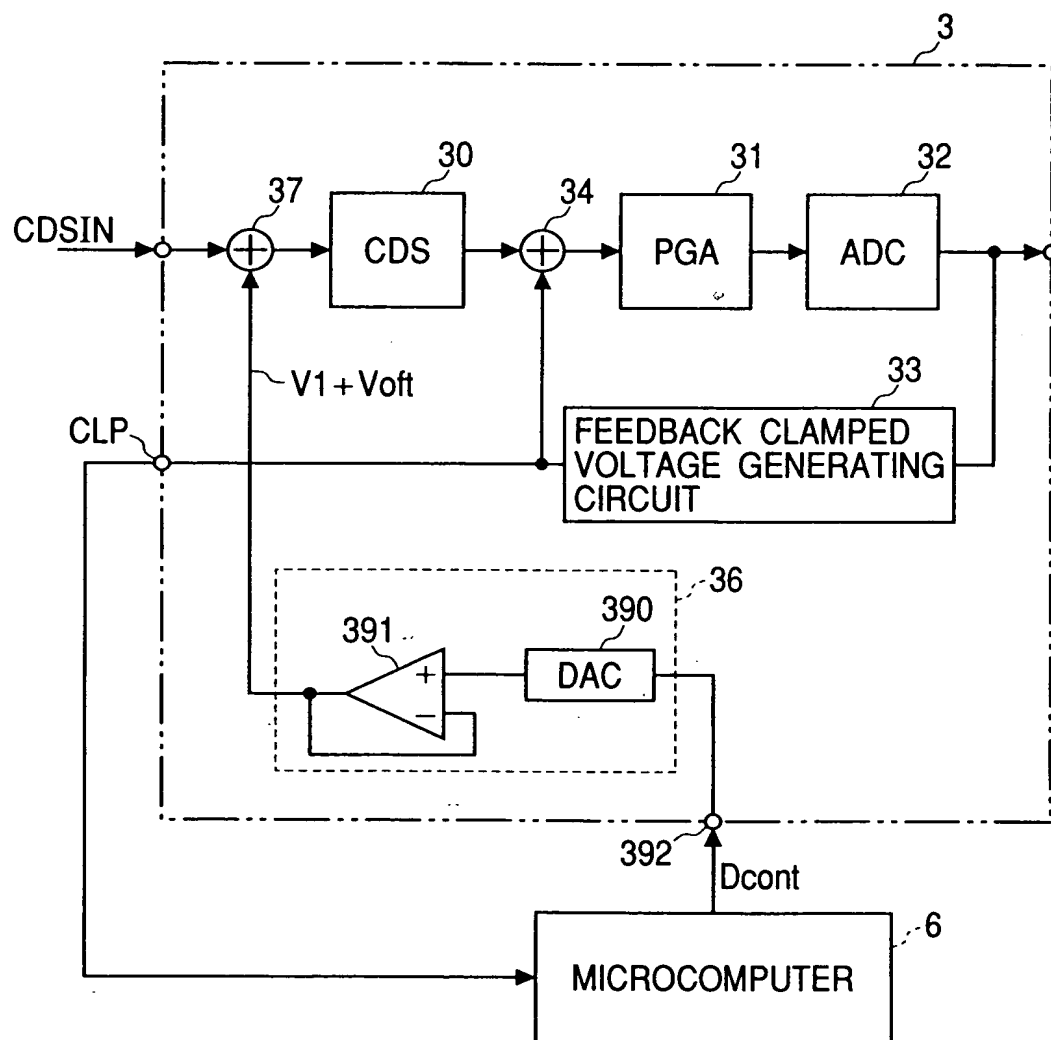 3
30
31
32
37
34
CDSIN
CDS
PGA
ADC
V1+Voft
33
CLP
FEEDBACK CLAMPED
VOLTAGE GENERATING
CIRCUIT
36
391
390
+
−
DAC
392
Dcont
6
MICROCOMPUTER